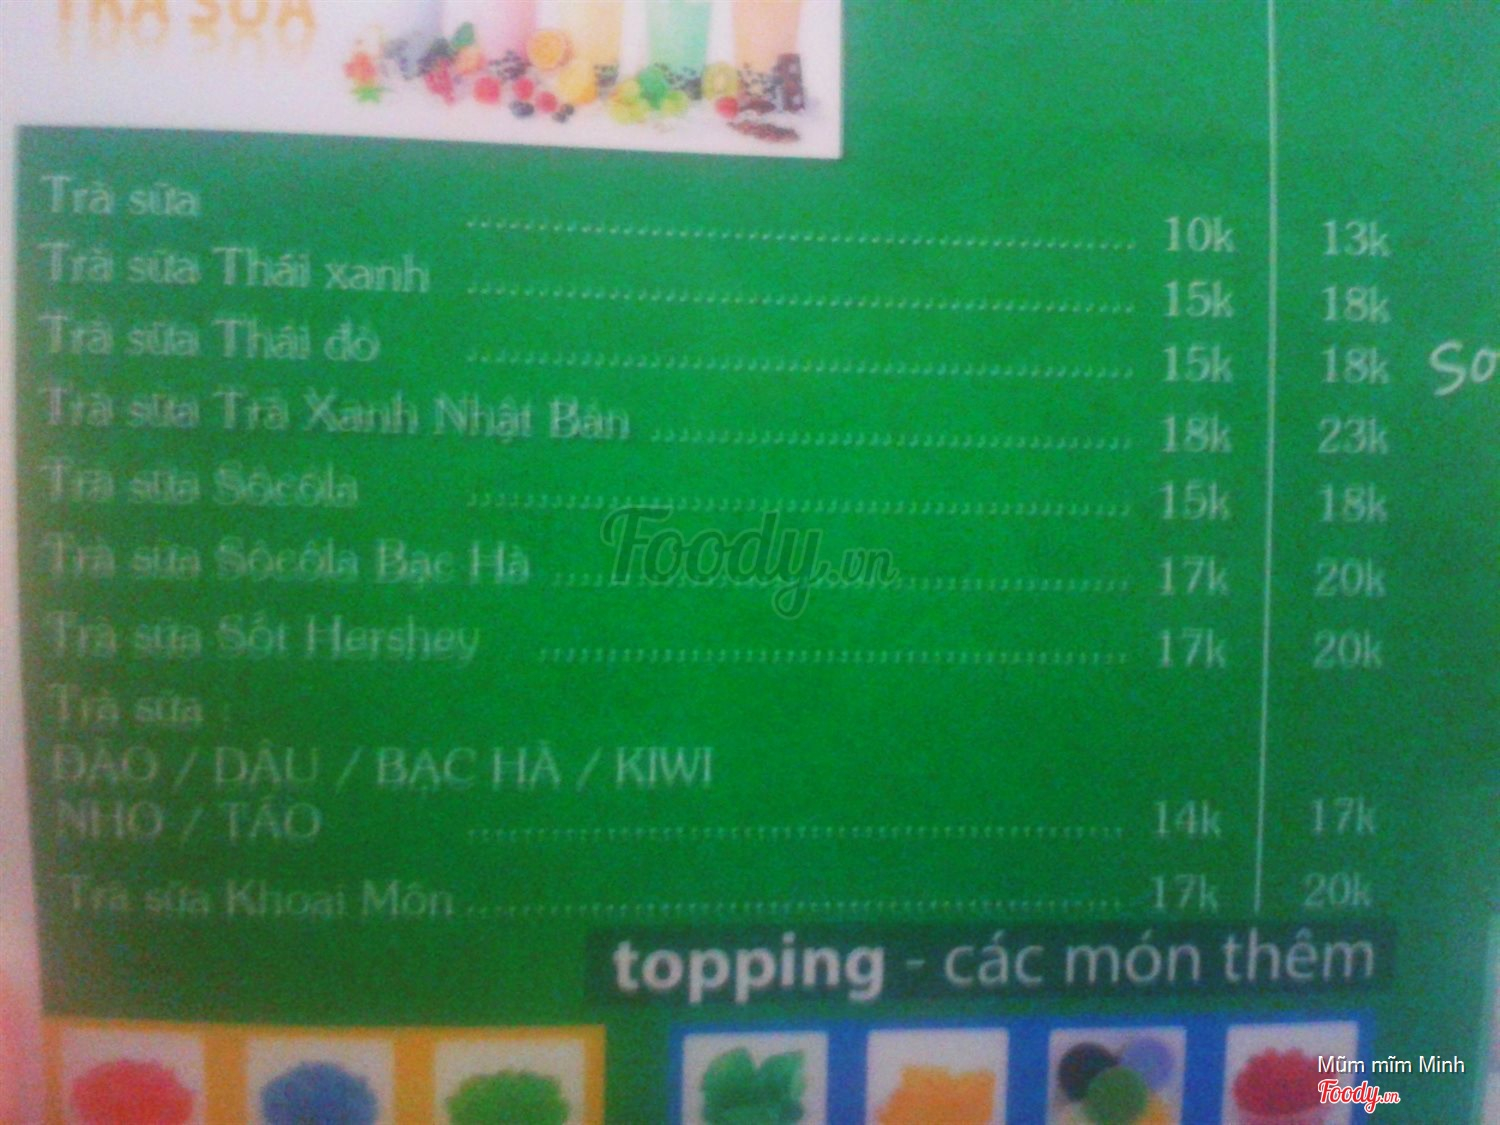 TRÀ SỮA
Trà sữa ........ 10k 13k
Trà sữa Thái xanh ........ 15k 18k
Trà sữa Thái đỏ ........ 15k 18k
Trà sữa Trà Xanh Nhật Bản ........ 18k 23k
Trà sữa Sôcôla ........ 15k 18k
Trà sữa Sôcôla Bạc Hà ........ 17k 20k
Trà sữa Sốt Hershey ........ 17k 20k
Trà sữa :
ĐÀO / DÂU / BẠC HÀ / KIWI
NHO / TÁO ........ 14k 17k
Trà sữa Khoai Môn ........ 17k 20k
topping - các món thêm
Foody.vn
Mũm mĩm Minh
Foody.vn